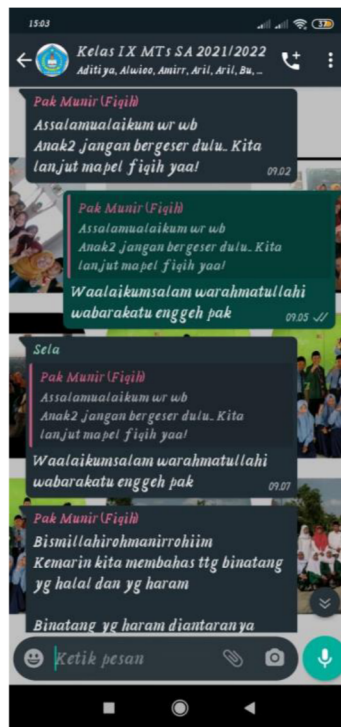 15:03
32
Kelas IX MTs SA 2021/2022
Aditiya, Alwieo, Amirr, Aril, Aril, Bu, ...
Pak Munir (Fiqih)
Assalamualaikum wr wb
Anak2 jangan bergeser dulu.. Kita
lanjut mapel fiqih yaa!
09.02
Pak Munir (Fiqih)
Assalamualaikum wr wb
Anak2 jangan bergeser dulu.. Kita
lanjut mapel fiqih yaa!
Waalaikumsalam warahmatullahi
wabarakatu enggeh pak
09.05
Sela
Pak Munir (Fiqih)
Assalamualaikum wr wb
Anak2 jangan bergeser dulu.. Kita
lanjut mapel fiqih yaa!
Waalaikumsalam warahmatullahi
wabarakatu enggeh pak
09.07
Pak Munir (Fiqih)
Bismillahirohmanirrohiim
Kemarin kita membahas ttg binatang
yg halal dan yg haram
Binatang yg haram diantaranya
Ketik pesan